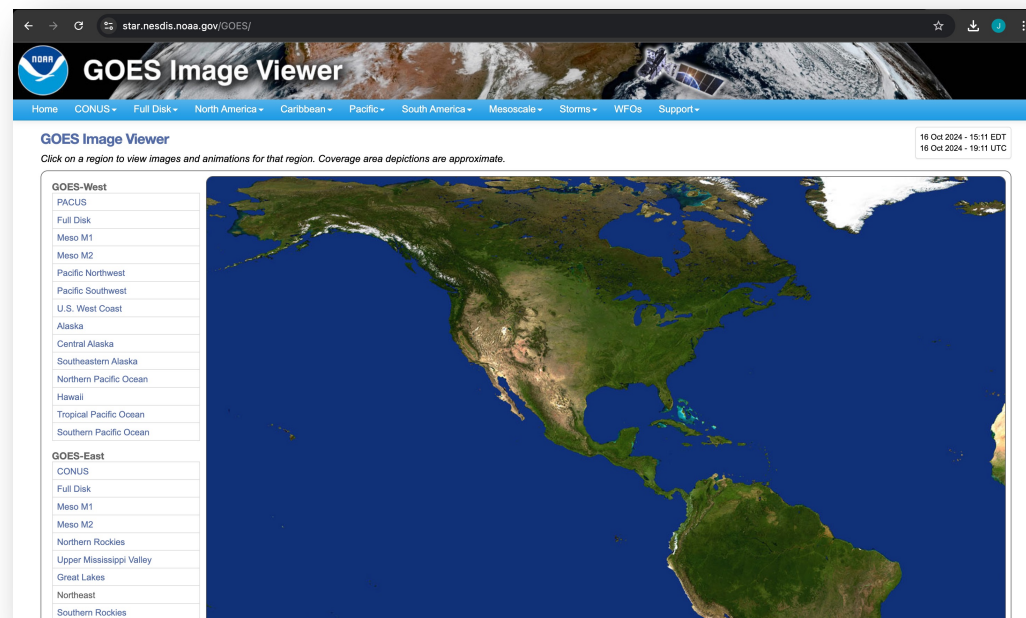 star.nesdis.noaa.gov/GOES/
J
NOAA
GOES Image Viewer
Home CONUS Full Disk North America Caribbean Pacific South America Mesoscale Storms WFOs Support
GOES Image Viewer
16 Oct 2024 - 15:11 EDT
16 Oct 2024 - 19:11 UTC
Click on a region to view images and animations for that region. Coverage area depictions are approximate.
GOES-West
PACUS
Full Disk
Meso M1
Meso M2
Pacific Northwest
Pacific Southwest
U.S. West Coast
Alaska
Central Alaska
Southeastern Alaska
Northern Pacific Ocean
Hawaii
Tropical Pacific Ocean
Southern Pacific Ocean
GOES-East
CONUS
Full Disk
Meso M1
Meso M2
Northern Rockies
Upper Mississippi Valley
Great Lakes
Northeast
Southern Rockies